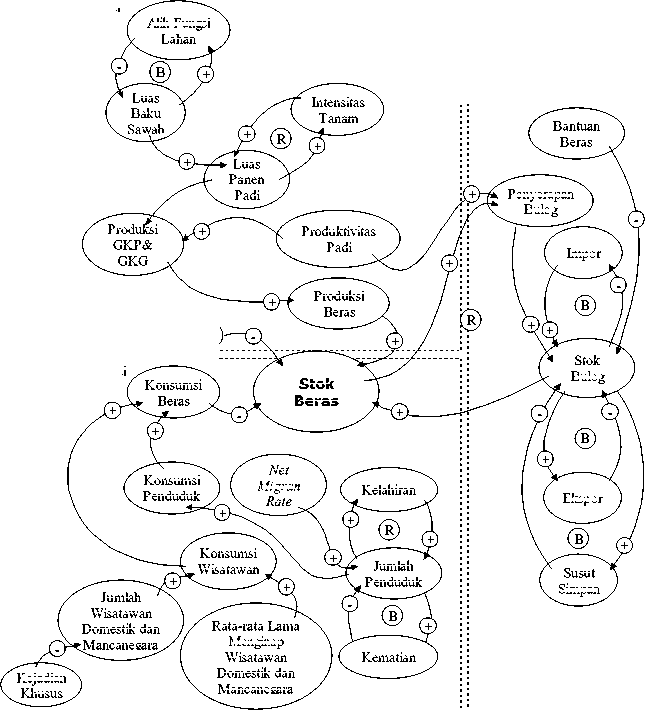 Alih Fungsi
Lahan
-
B
+
Luas
Baku
Sawah
Intensitas
Tanam
+
R
+
+
Luas
Panen
Padi
Bantuan
Beras
Produksi
GKP&
GKG
+
Produktivitas
Padi
+
Penyerapan
Bulog
-
Impor
+
-
B
+
Produksi
Beras
+
R
+
+
-
Stok
Beras
Stok
Bulog
+
Konsumsi
Beras
+
-
+
-
-
B
+
Konsumsi
Penduduk
+
Net
Migran
Rate
Kelahiran
+
R
+
+
Ekspor
B
+
Susut
Simpan
Konsumsi
Wisatawan
+
+
Jumlah
Penduduk
-
B
+
Kematian
Jumlah
Wisatawan
Domestik dan
Mancanegara
Rata-rata Lama
Menginap
Wisatawan
Domestik dan
Mancanegara
-
Kejadian
Khusus